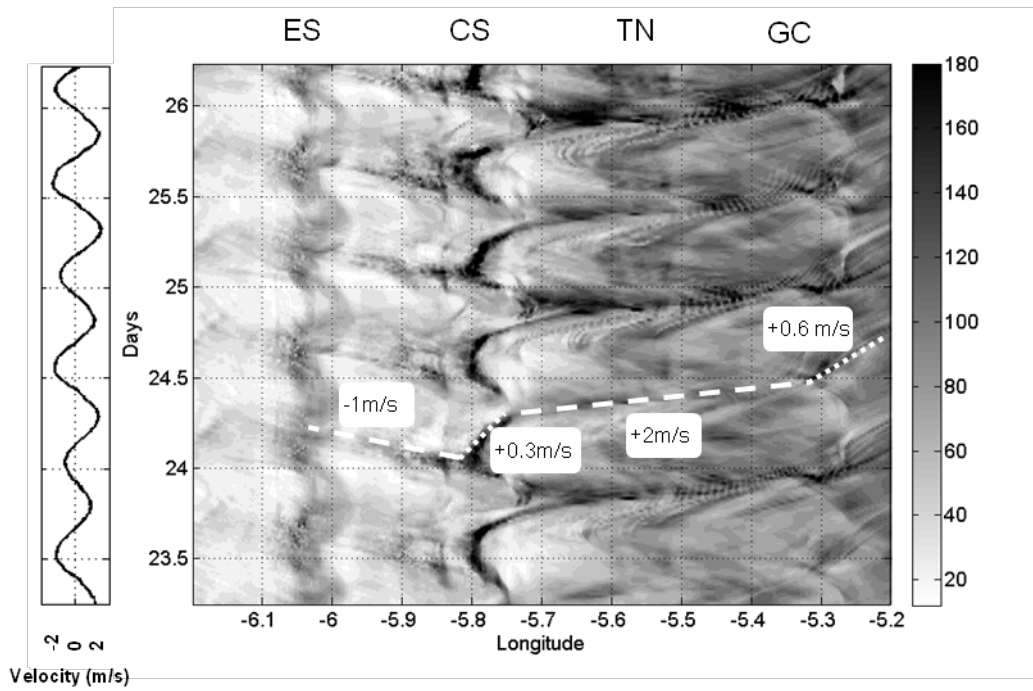 ES CS TN GC
180
26 160
140
25.5
120
25
100
+0.6 m/s
24.5 80
-1m/s
+0.3m/s +2m/s
24 60
40
23.5
20
-6.1 -6 -5.9 -5.8 -5.7 -5.6 -5.5 -5.4 -5.3 -5.2
Longitude
Days
-2 0 2
Velocity (m/s)